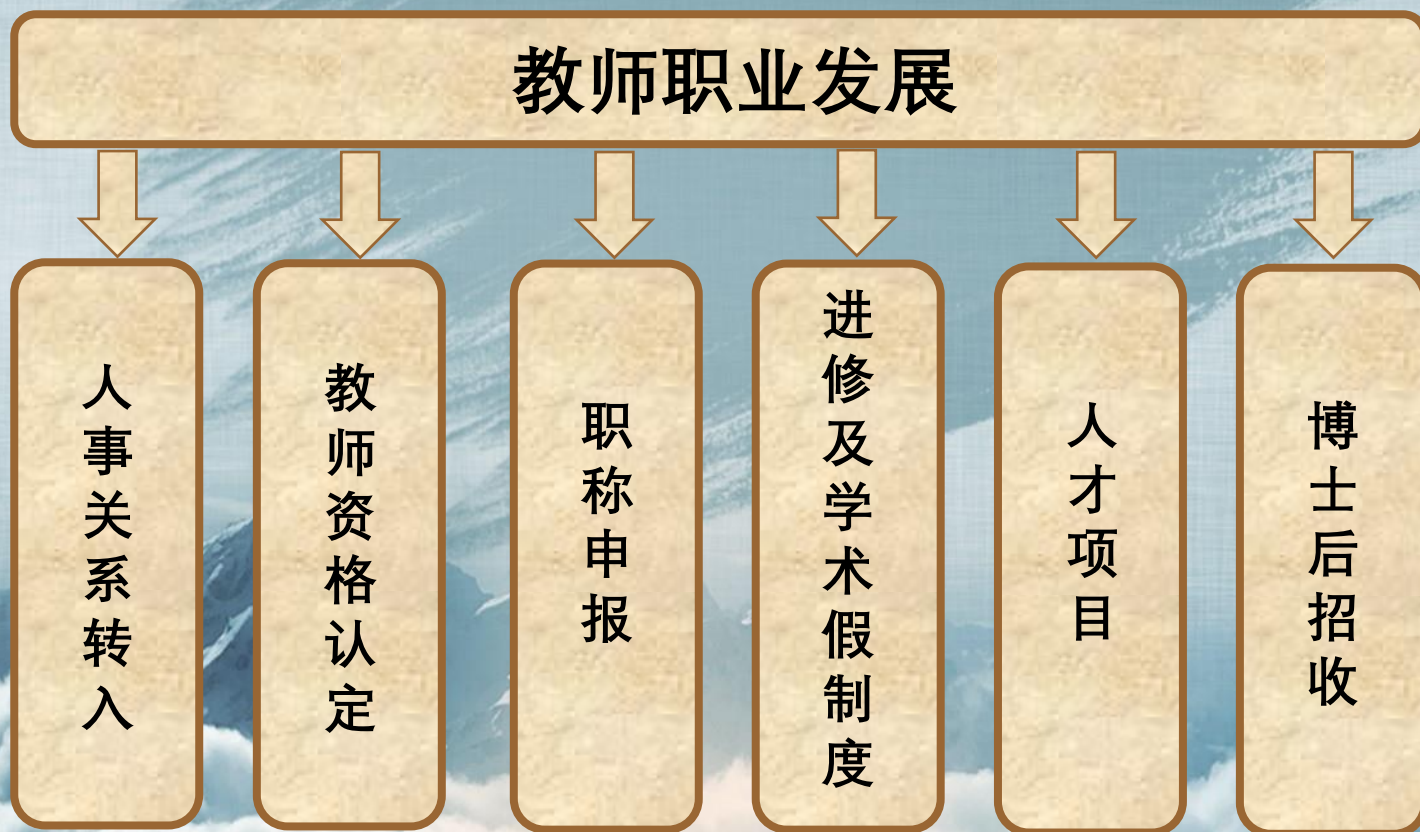 教师职业发展
人事关系转入
教师资格认定
职称申报
进修及学术假制度
人才项目
博士后招收